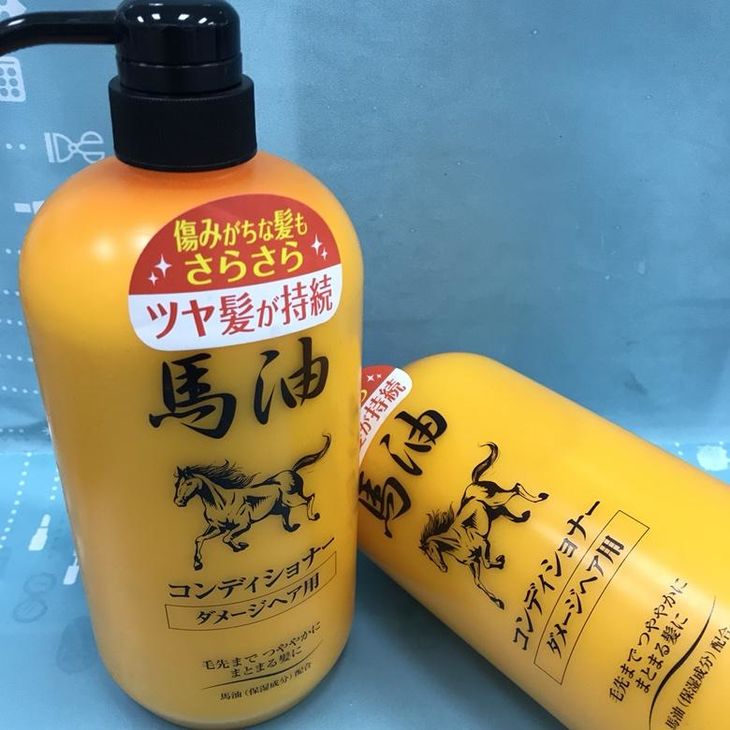 傷みがちな髪も
さらさら
ツヤ髪が持続
馬油
コンディショナー
ダメージヘア用
毛先まで つややかに
まとまる髪に
馬油（保湿成分）配合
が持続
馬油
コンディショナー
ダメージヘア用
毛先まで つややかに
まとまる髪に
馬油（保湿成分）配合